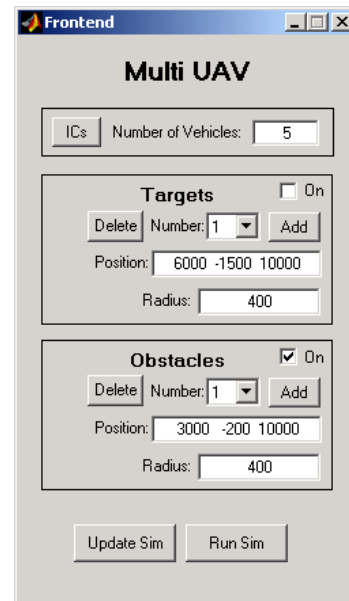 Frontend
Multi UAV
ICs Number of Vehicles: 5
Targets On
Delete Number: 1 Add
Position: 6000 -1500 10000
Radius: 400
Obstacles On
Delete Number: 1 Add
Position: 3000 -200 10000
Radius: 400
Update Sim Run Sim